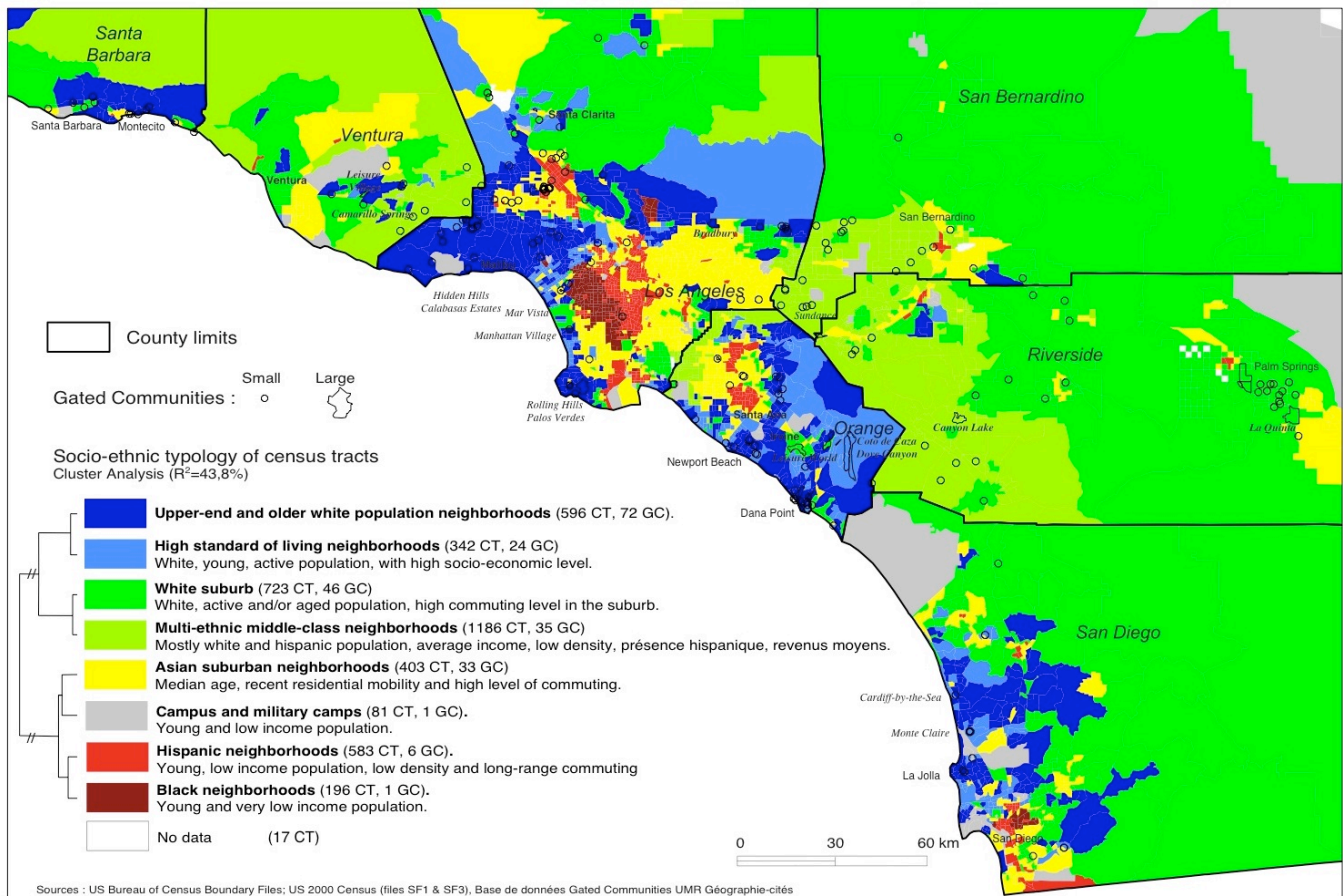 Santa
Barbara
San Bernardino
Santa Clarita
Ventura
Santa Barbara
Montecito
Ventura
Leisure
Camarillo Springs
San Bernardino
Bradbury
Los Angeles
Hidden Hills
Calabasas Estates
Mar Vista
Sundance
County limits
Manhattan Village
Riverside
Small
Large
Palm Springs
Gated Communities :
Rolling Hills
Palos Verdes
Santa Ana
Canyon Lake
La Quinta
Orange
Coto de Caza
Dove Canyon
Socio-ethnic typology of census tracts
Cluster Analysis (R²=43,8%)
Newport Beach
Dana Point
Upper-end and older white population neighborhoods (596 CT, 72 GC).
High standard of living neighborhoods (342 CT, 24 GC)
White, young, active population, with high socio-economic level.
White suburb (723 CT, 46 GC)
White, active and/or aged population, high commuting level in the suburb.
Multi-ethnic middle-class neighborhoods (1186 CT, 35 GC)
Mostly white and hispanic population, average income, low density, présence hispanique, revenus moyens.
San Diego
Asian suburban neighborhoods (403 CT, 33 GC)
Median age, recent residential mobility and high level of commuting.
Cardiff-by-the-Sea
Campus and military camps (81 CT, 1 GC).
Young and low income population.
Monte Claire
Hispanic neighborhoods (583 CT, 6 GC).
Young, low income population, low density and long-range commuting
La Jolla
Black neighborhoods (196 CT, 1 GC).
Young and very low income population.
No data (17 CT)
0 30 60 km
San Diego
Sources : US Bureau of Census Boundary Files; US 2000 Census (files SF1 & SF3), Base de données Gated Communities UMR Géographie-cités